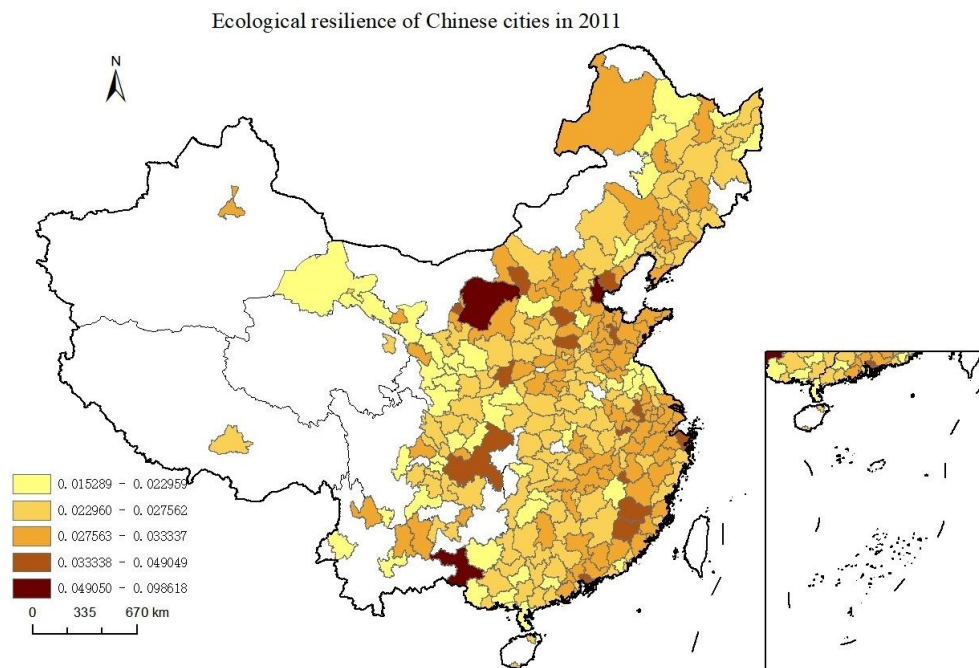 Ecological resilience of Chinese cities in 2011
N
0.015289 - 0.022959
0.022960 - 0.027562
0.027563 - 0.033337
0.033338 - 0.049049
0.049050 - 0.098618
0 335 670 km